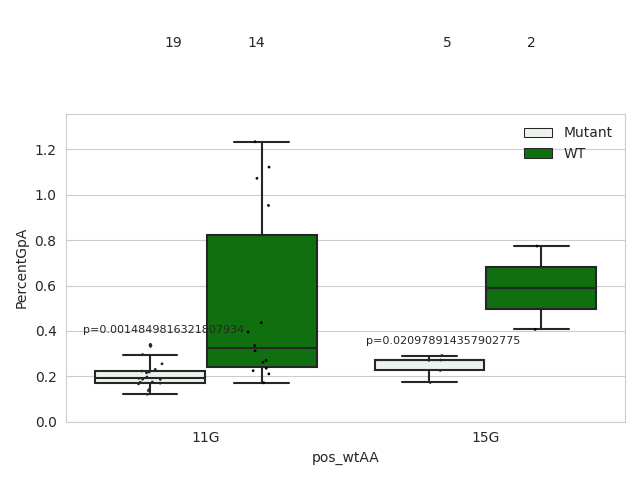 19 14 5 2
Mutant
WT
1.2
1.0
0.8
0.6
0.4
0.2
0.0
PercentGpA
p=0.0014849816321807934
p=0.020978914357902775
11G 15G
pos_wtAA